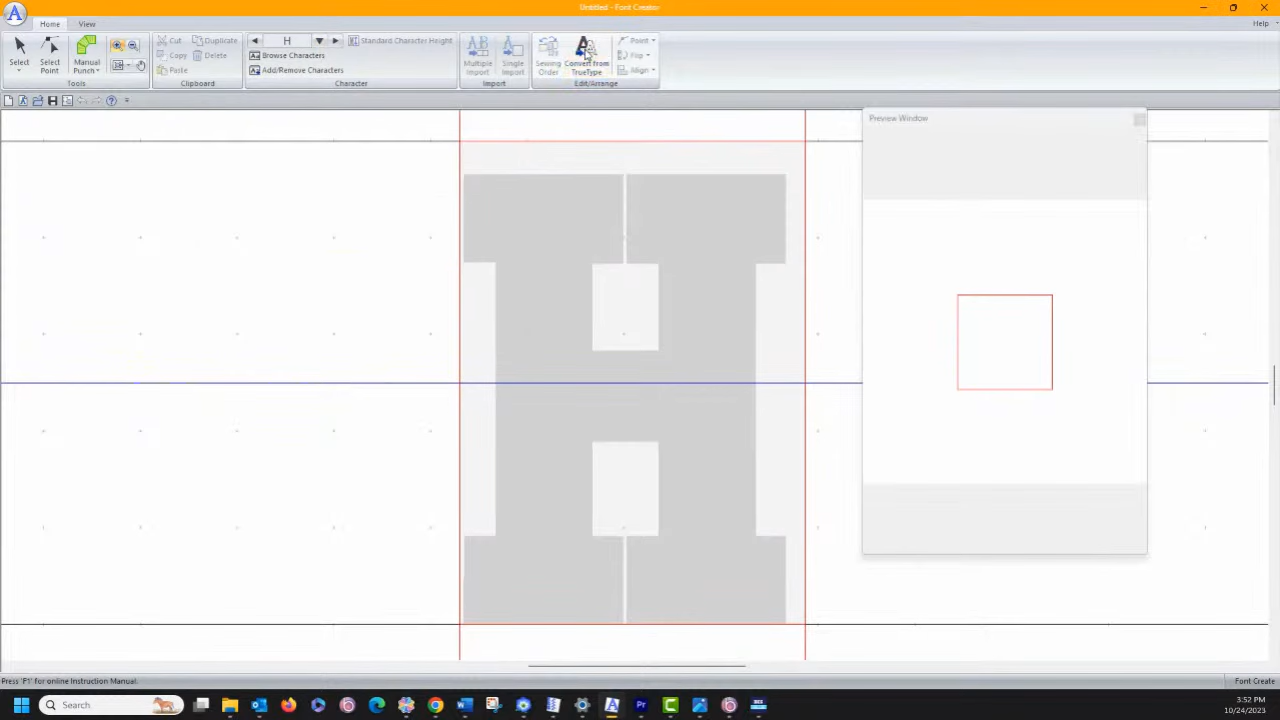 Untitled - Font Creator
Home View Help
Select
Select Point
Manual Punch
Tools
Cut Duplicate
Copy Delete
Paste
Clipboard
H
Standard Character Height
Browse Characters
Add/Remove Characters
Character
Multiple Import
Single Import
Import
Sewing Order
Convert from TrueType
Point
Flip
Align
Edit/Arrange
Preview Window
H
Press 'F1' for online Instruction Manual.
Font Create
Search
3:52 PM
10/24/2023